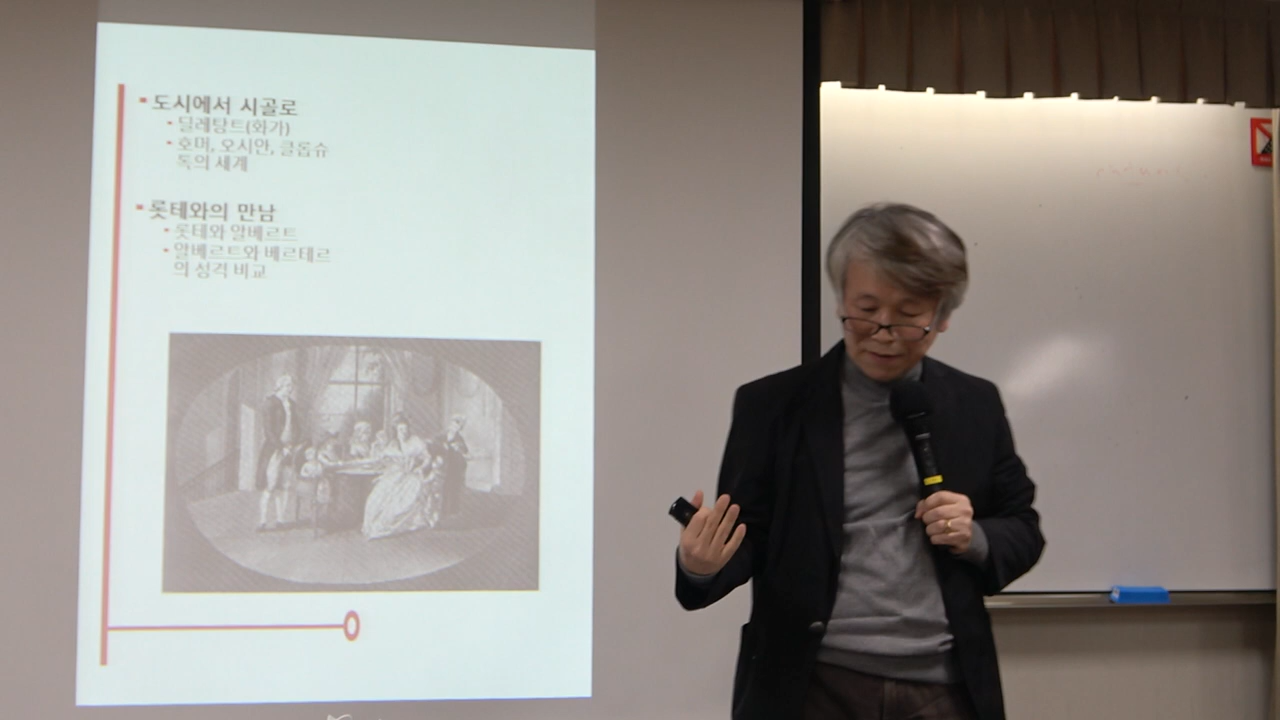 도시에서 시골로
딜레탕트(화가)
호머, 오시안, 클롭슈
톡의 세계
롯테와의 만남
롯테와 알베르트
알베르트와 베르테르
의 성격 비교